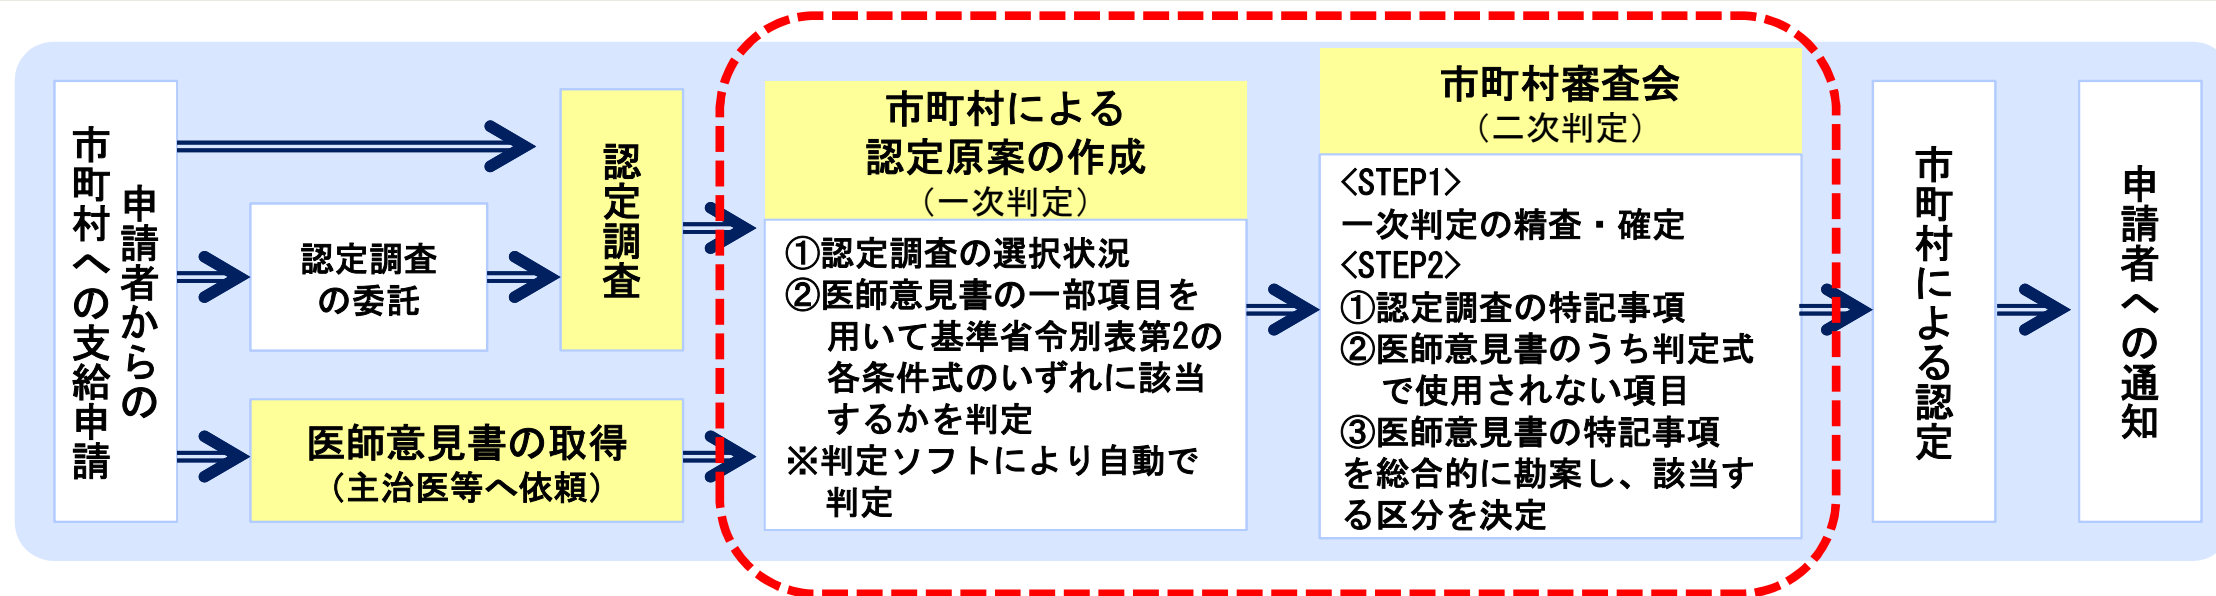 申請者からの
市町村への支給申請
認定調査
の委託
医師意見書の取得
（主治医等へ依頼）
認定調査
市町村による
認定原案の作成
（一次判定）
①認定調査の選択状況
②医師意見書の一部項目を
用いて基準省令別表第2の
各条件式のいずれに該当
するかを判定
※判定ソフトにより自動で
判定
市町村審査会
（二次判定）
<STEP1>
一次判定の精査・確定
<STEP2>
①認定調査の特記事項
②医師意見書のうち判定式
で使用されない項目
③医師意見書の特記事項
を総合的に勘案し、該当す
る区分を決定
市町村による認定
申請者への通知